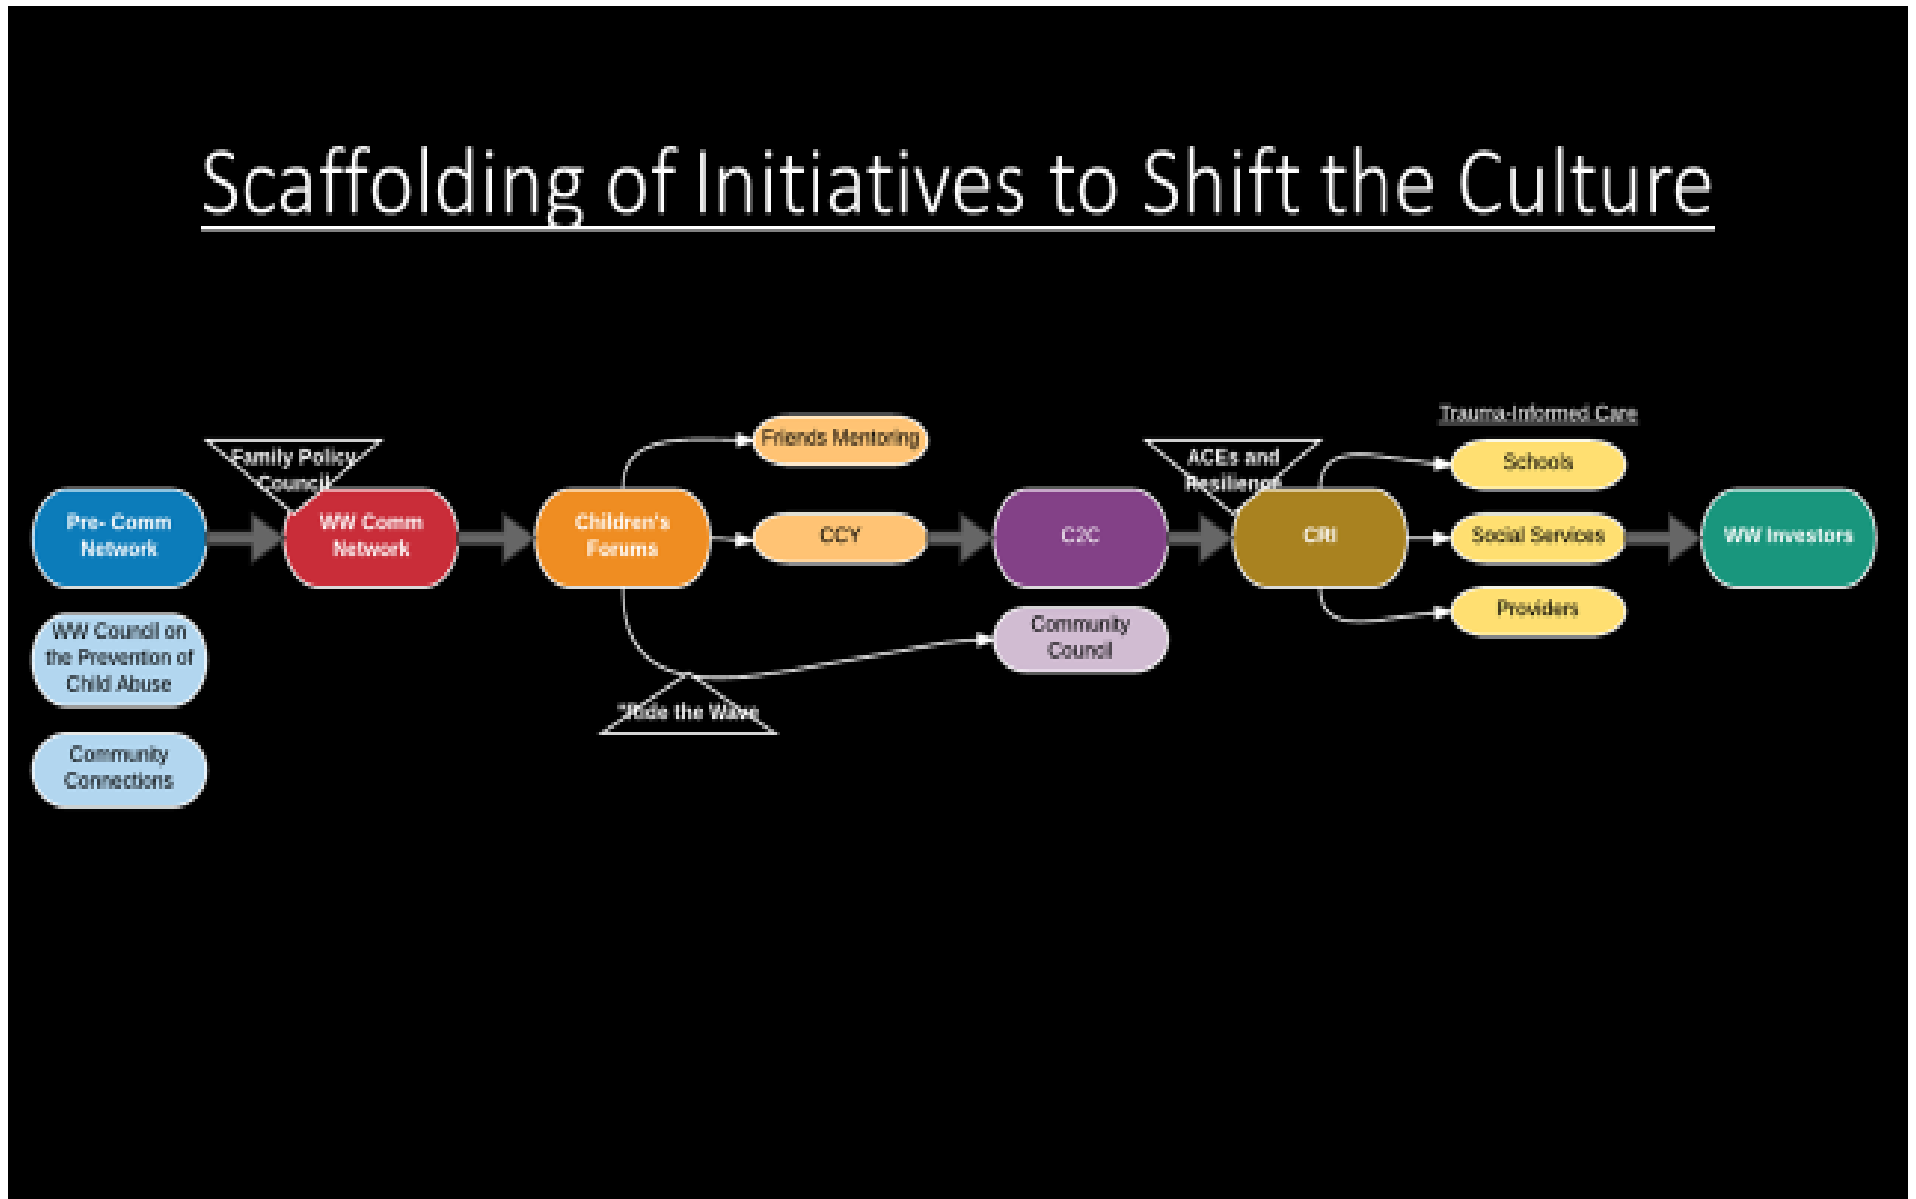 Scaffolding of Initiatives to Shift the Culture
Family Policy
Council
Pre- Comm
Network
WW Council on
the Prevention of
Child Abuse
Community
Connections
WW Comm
Network
Children's
Forums
Friends Mentoring
CCY
"Ride the Wave
C2C
Community
Council
ACEs and
Resilience
CRI
Trauma-Informed Care
Schools
Social Services
Providers
WW Investors